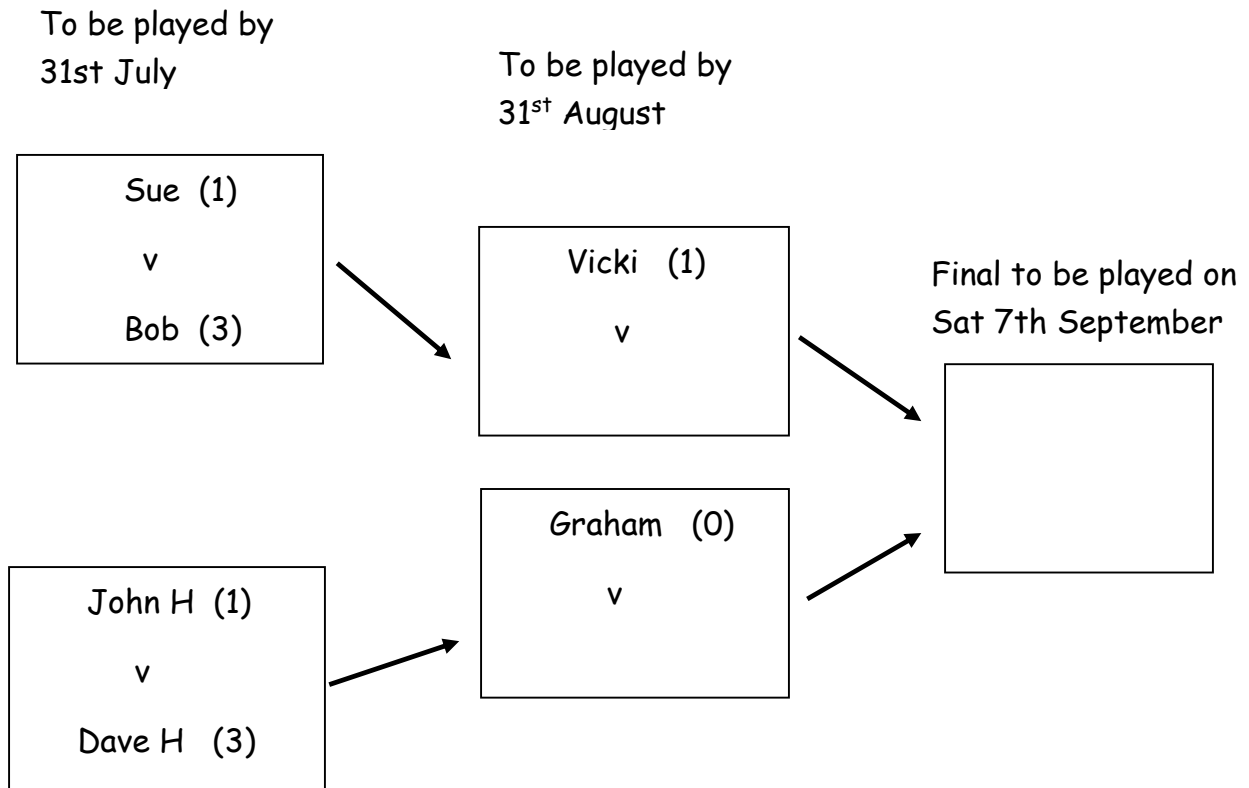 To be played by
31st July
Sue (1)
v
Bob (3)
John H (1)
v
Dave H (3)
To be played by
31st August
Vicki (1)
v
Graham (0)
v
Final to be played on
Sat 7th September